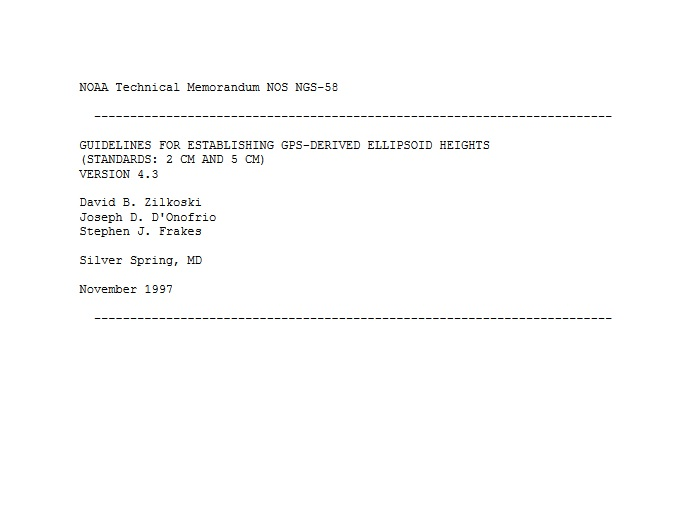 NOAA Technical Memorandum NOS NGS-58
------------------------------------------------------------------------
GUIDELINES FOR ESTABLISHING GPS-DERIVED ELLIPSOID HEIGHTS
(STANDARDS: 2 CM AND 5 CM)
VERSION 4.3
David B. Zilkoski
Joseph D. D'Onofrio
Stephen J. Frakes
Silver Spring, MD
November 1997
------------------------------------------------------------------------